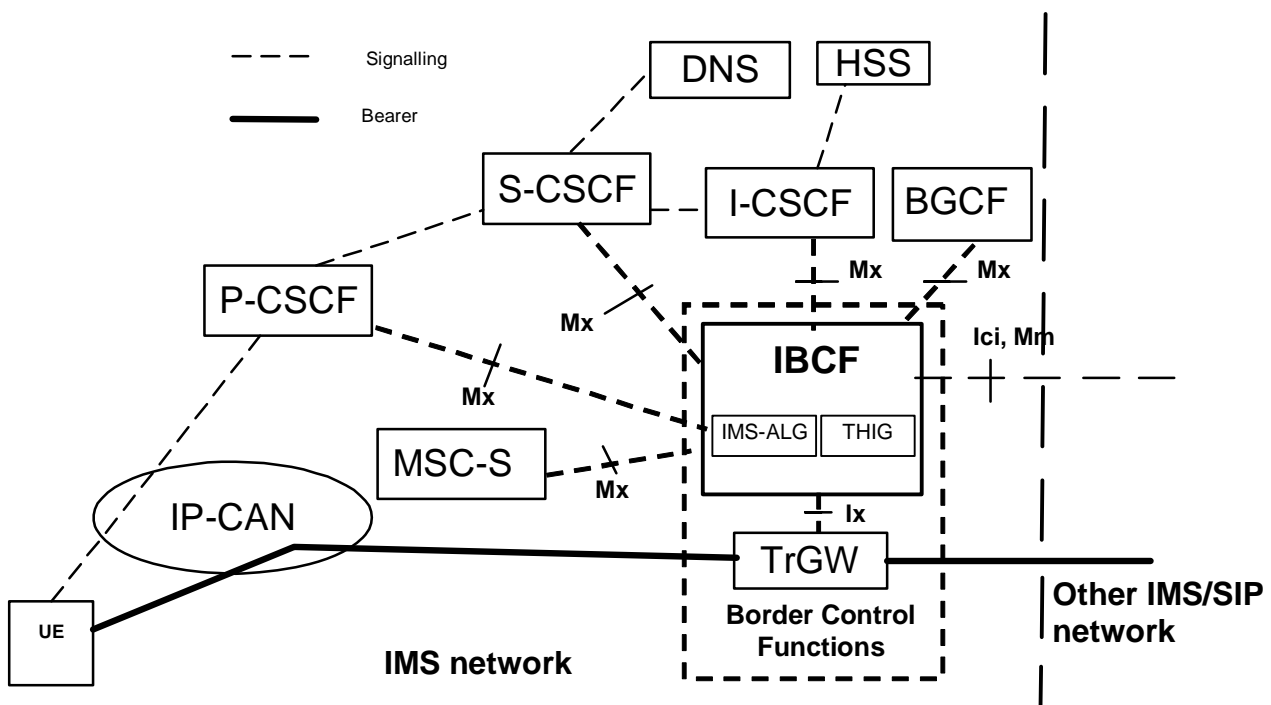 Signalling
Bearer
DNS
HSS
S-CSCF
I-CSCF
BGCF
P-CSCF
Mx
Mx
Mx
Mx
Ici, Mm
IBCF
IMS-ALG
THIG
MSC-S
Mx
IP-CAN
Ix
TrGW
UE
Border Control
Functions
IMS network
Other IMS/SIP
network